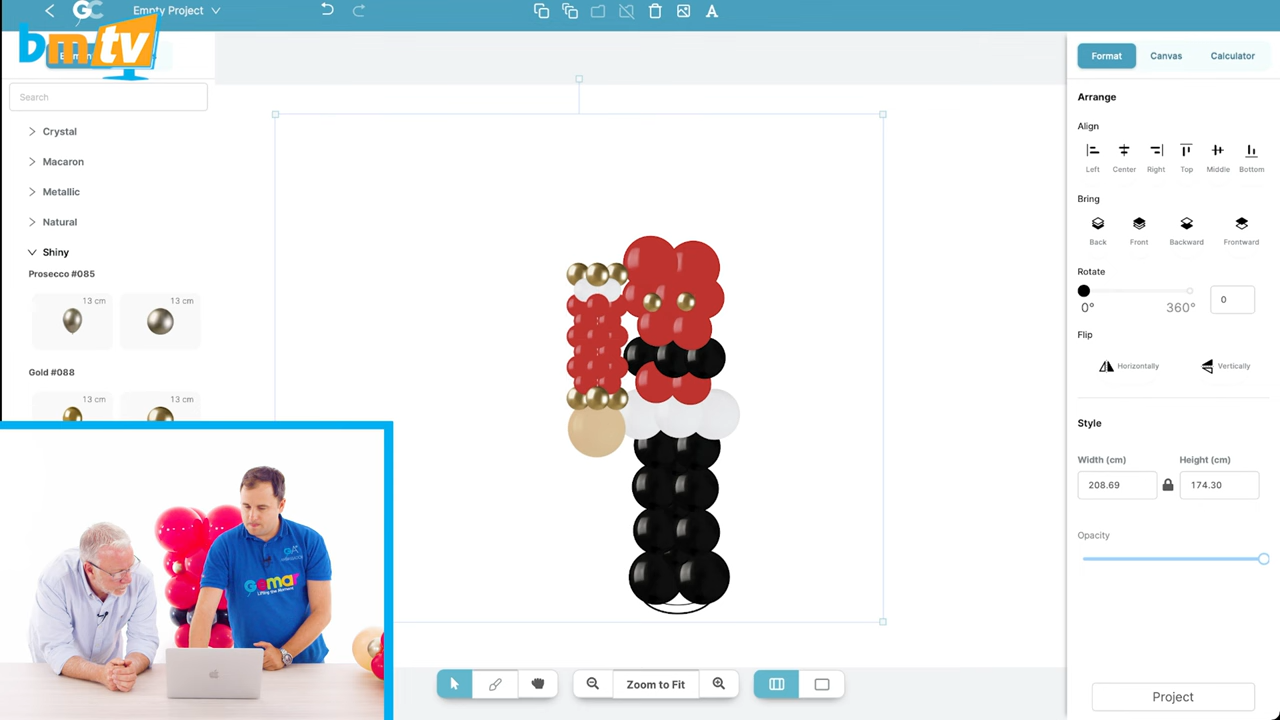 GC
Empty Project
bmtv
Search
Crystal
Macaron
Metallic
Natural
Shiny
Prosecco #085
13 cm
13 cm
Gold #088
13 cm
13 cm
Format
Canvas
Calculator
Arrange
Align
Left
Center
Right
Top
Middle
Bottom
Bring
Back
Front
Backward
Frontward
Rotate
0
0°
360°
Flip
Horizontally
Vertically
Style
Width (cm)
Height (cm)
208.69
174.30
Opacity
Zoom to Fit
Project
Gemar
Lifting the Moment